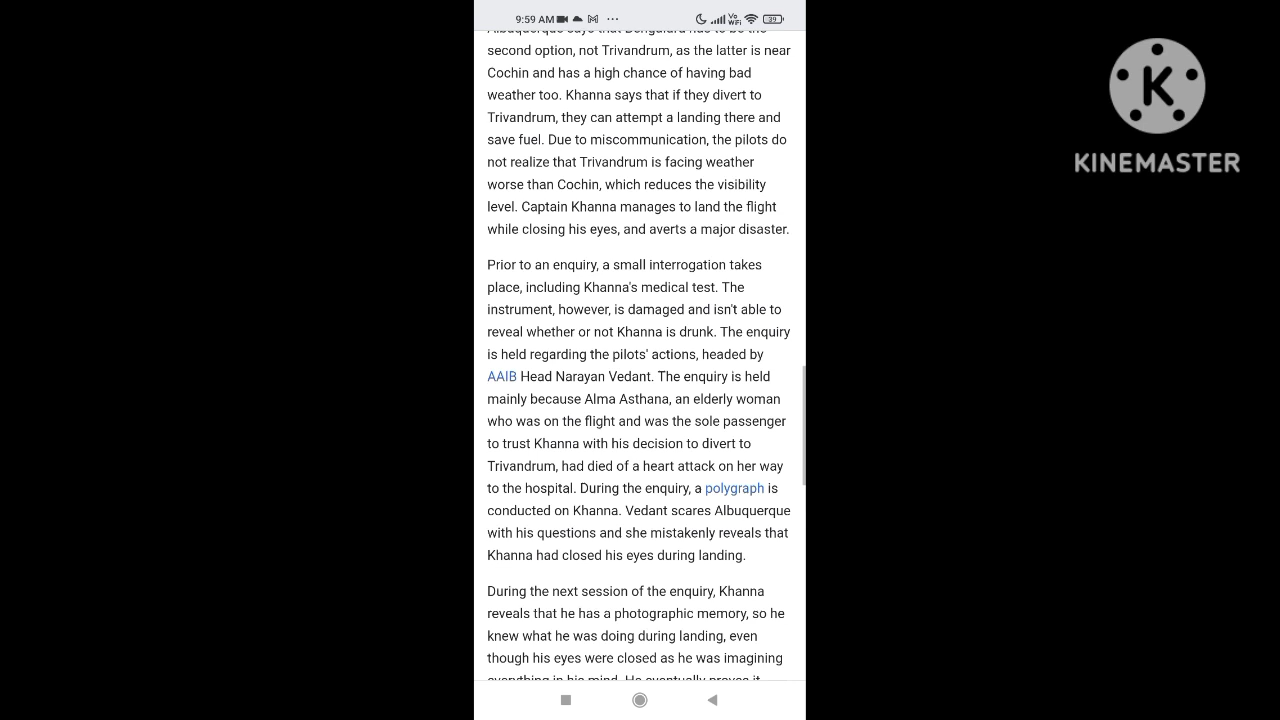 9:59 AM
Vo
WiFi
39
second option, not Trivandrum, as the latter is near
Cochin and has a high chance of having bad
weather too. Khanna says that if they divert to
Trivandrum, they can attempt a landing there and
save fuel. Due to miscommunication, the pilots do
not realize that Trivandrum is facing weather
worse than Cochin, which reduces the visibility
level. Captain Khanna manages to land the flight
while closing his eyes, and averts a major disaster.
Prior to an enquiry, a small interrogation takes
place, including Khanna's medical test. The
instrument, however, is damaged and isn't able to
reveal whether or not Khanna is drunk. The enquiry
is held regarding the pilots' actions, headed by
AAIB Head Narayan Vedant. The enquiry is held
mainly because Alma Asthana, an elderly woman
who was on the flight and was the sole passenger
to trust Khanna with his decision to divert to
Trivandrum, had died of a heart attack on her way
to the hospital. During the enquiry, a polygraph is
conducted on Khanna. Vedant scares Albuquerque
with his questions and she mistakenly reveals that
Khanna had closed his eyes during landing.
During the next session of the enquiry, Khanna
reveals that he has a photographic memory, so he
knew what he was doing during landing, even
though his eyes were closed as he was imagining
everything in his mind. He eventually proves it
K
KINEMASTER